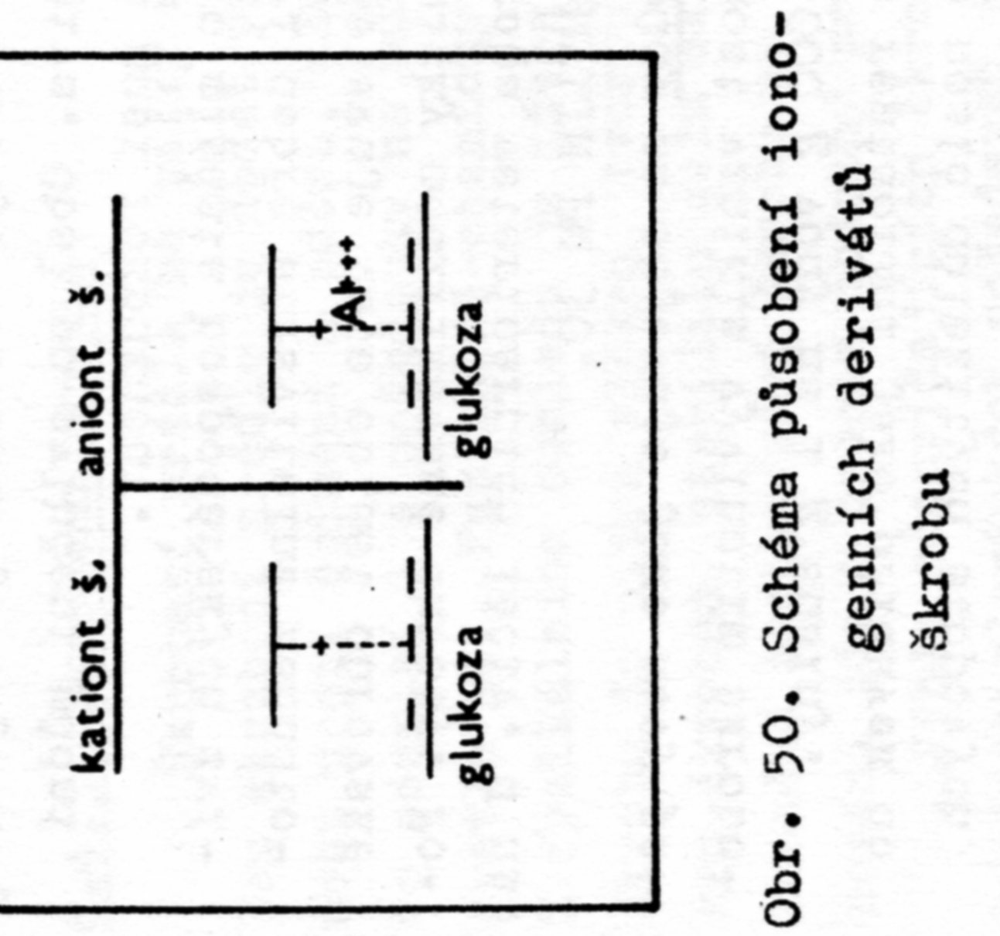 kationt š. aniont š.
+ + Al+++
- - - - - -
glukoza glukoza
Obr. 50. Schéma působení iono-
genních derivátů
škrobu